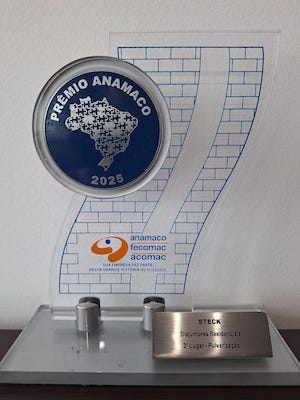 PRÊMIO ANAMACO
2025
anamaco
fecomac
acomac
SUA EMPRESA FAZ PARTE
DESSA GRANDE HISTÓRIA DE SUCESSO!
STECK
Disjuntores Residenciais
3º Lugar - Pulverização